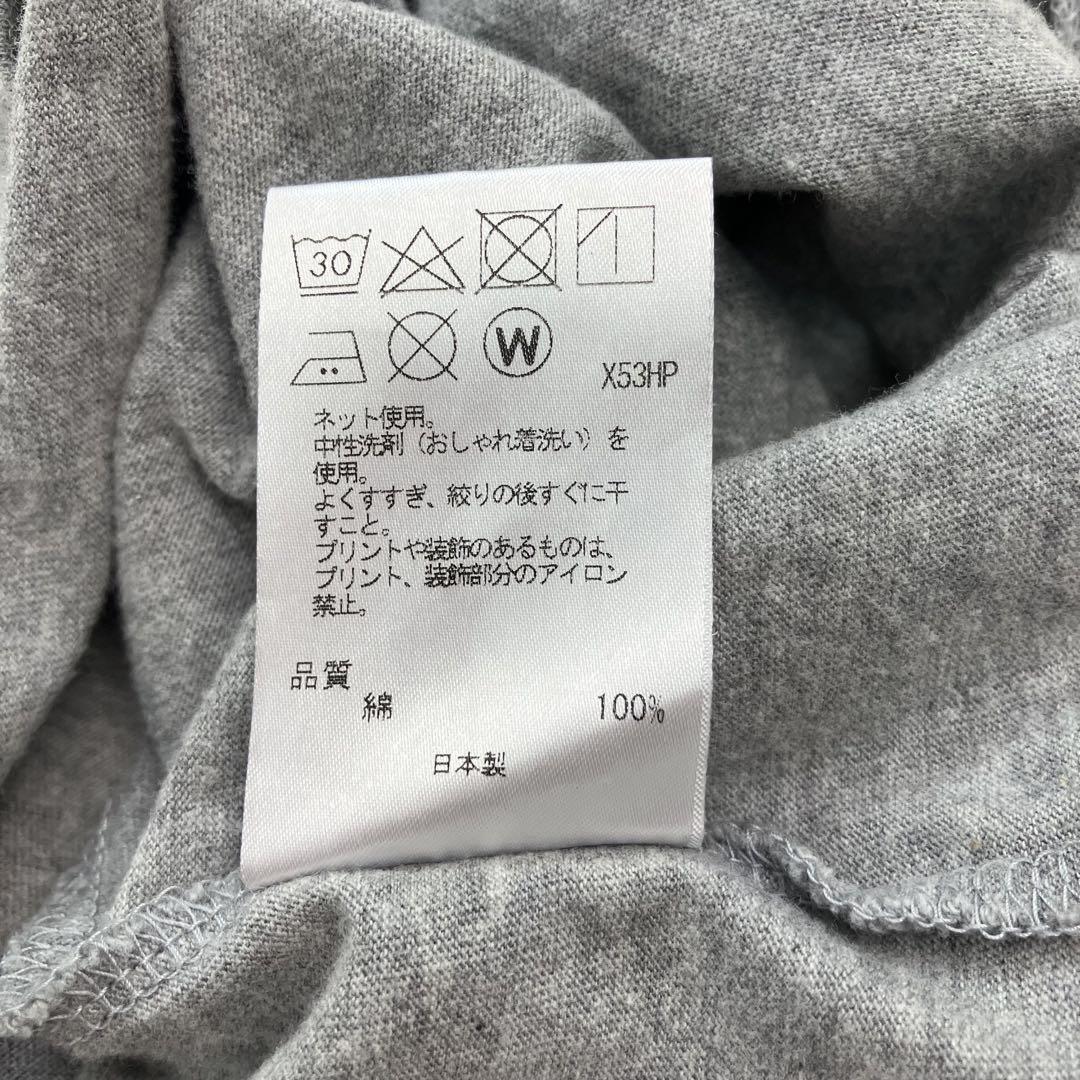 30
W
X53HP
ネット使用。
中性洗剤（おしゃれ着洗い）を
使用。
よくすすぎ、絞りの後すぐに干
すこと。
プリントや装飾のあるものは、
プリント、装飾部分のアイロン
禁止。
品質
綿 100%
日本製